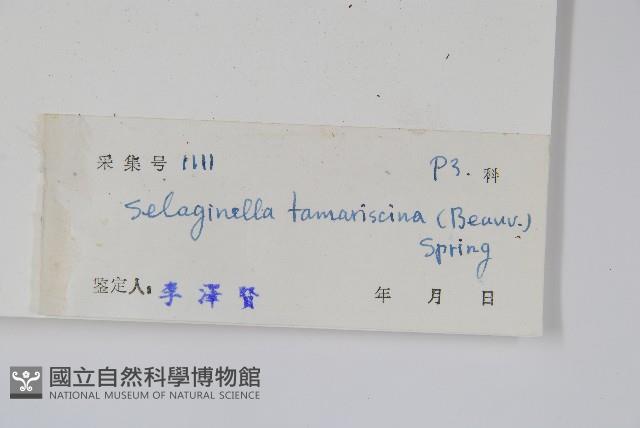 采集号 1111 P3. 科
Selaginella tamariscina (Beauv.)
Spring
鉴定人: 李澤賢 年 月 日
國立自然科學博物館
NATIONAL MUSEUM OF NATURAL SCIENCE